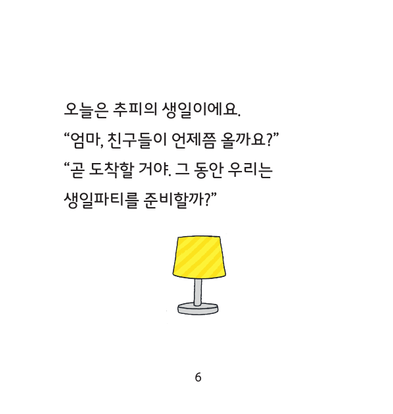 오늘은 추피의 생일이에요.
“엄마, 친구들이 언제쯤 올까요?”
“곧 도착할 거야. 그 동안 우리는
생일파티를 준비할까?”
6